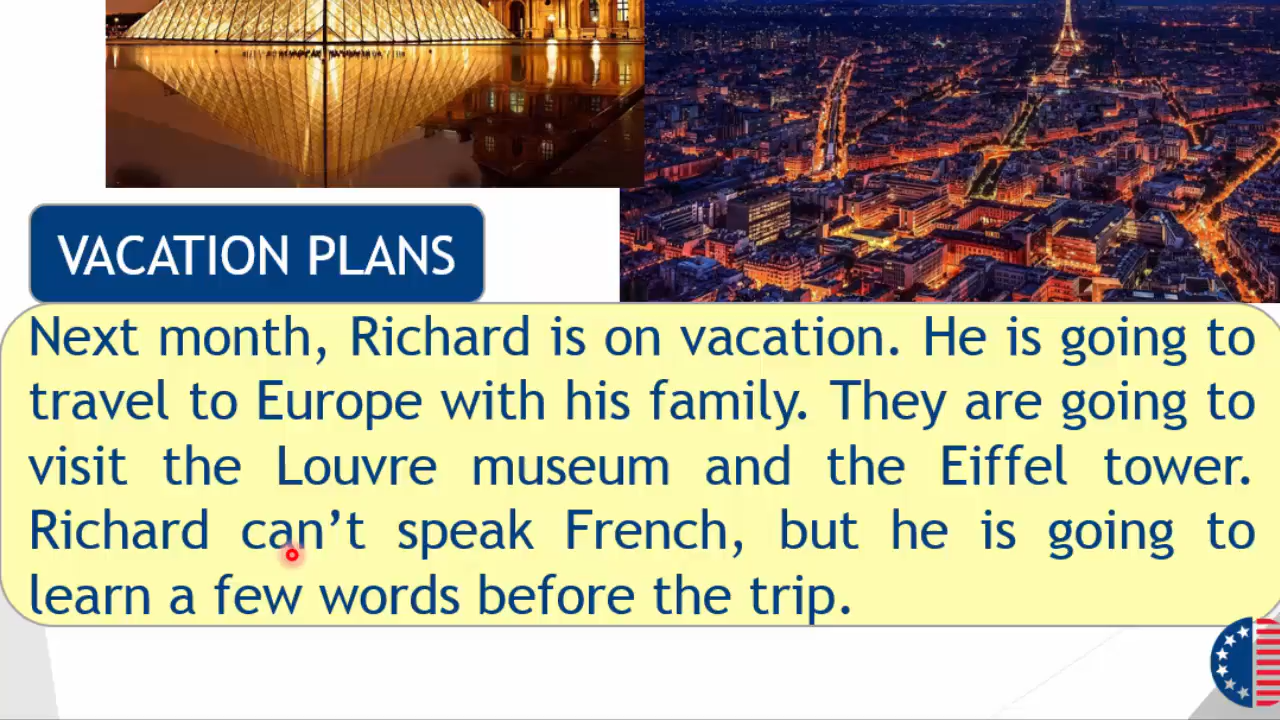 VACATION PLANS
Next month, Richard is on vacation. He is going to
travel to Europe with his family. They are going to
visit the Louvre museum and the Eiffel tower.
Richard can’t speak French, but he is going to
learn a few words before the trip.